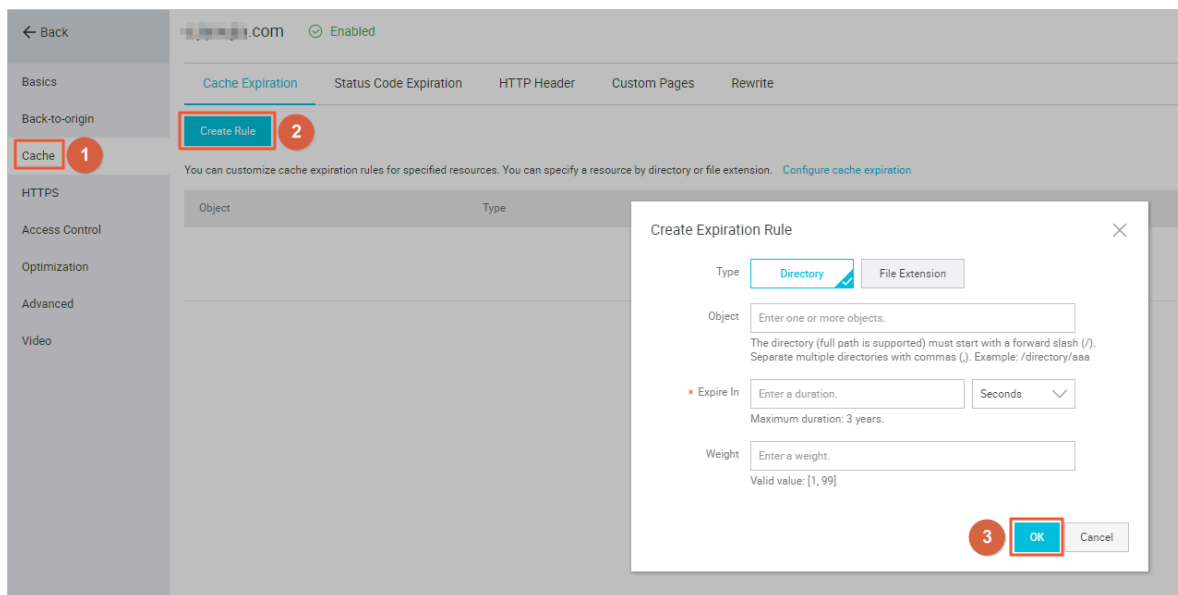 Back
.com
Enabled
Basics
Back-to-origin
Cache
1
HTTPS
Access Control
Optimization
Advanced
Video
Cache Expiration
Status Code Expiration
HTTP Header
Custom Pages
Rewrite
Create Rule
2
You can customize cache expiration rules for specified resources. You can specify a resource by directory or file extension. Configure cache expiration
Object
Type
Create Expiration Rule
Type
Directory
File Extension
Object
Enter one or more objects.
The directory (full path is supported) must start with a forward slash (/).
Separate multiple directories with commas (,). Example: /directory/aaa
* Expire In
Enter a duration.
Seconds
Maximum duration: 3 years.
Weight
Enter a weight.
Valid value: [1, 99]
3
OK
Cancel